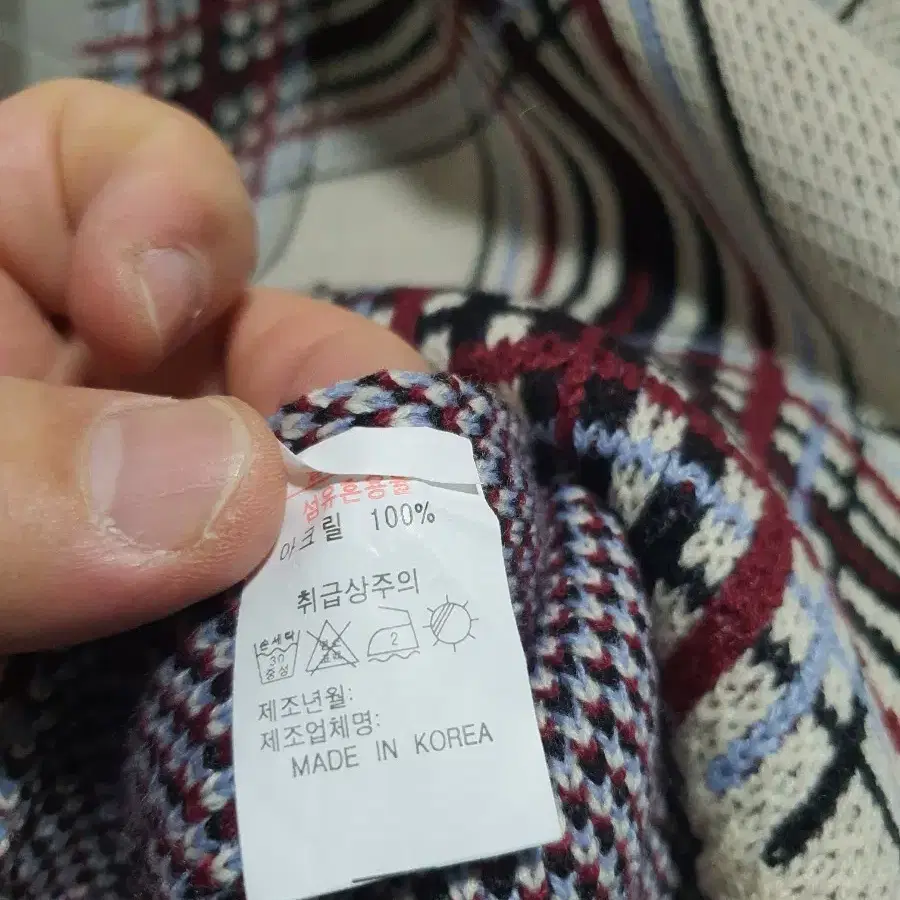 섬유혼용율
아크릴 100%
취급상주의
손세탁
30
중성
2
제조년월:
제조업체명:
MADE IN KOREA